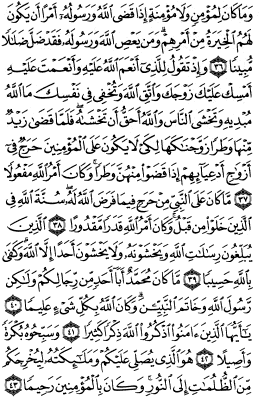 وَمَا كَانَ لِمُؤْمِنٍ وَلَا مُؤْمِنَةٍ إِذَا قَضَى ٱللَّهُ وَرَسُولُهُۥٓ أَمْرًا أَن يَكُونَ
لَهُمُ ٱلْخِيَرَةُ مِنْ أَمْرِهِمْ ۗ وَمَن يَعْصِ ٱللَّهَ وَرَسُولَهُۥ فَقَدْ ضَلَّ ضَلَٰلًا
مُّبِينًا ٣٦ وَإِذْ تَقُولُ لِلَّذِىٓ أَنْعَمَ ٱللَّهُ عَلَيْهِ وَأَنْعَمْتَ عَلَيْهِ
أَمْسِكْ عَلَيْكَ زَوْجَكَ وَٱتَّقِ ٱللَّهَ وَتُخْفِى فِى نَفْسِكَ مَا ٱللَّهُ
مُبْدِيهِ وَتَخْشَى ٱلنَّاسَ وَٱللَّهُ أَحَقُّ أَن تَخْشَىٰهُ ۖ فَلَمَّا قَضَىٰ زَيْدٌ
مِّنْهَا وَطَرًا زَوَّجْنَٰكَهَا لِكَىْ لَا يَكُونَ عَلَى ٱلْمُؤْمِنِينَ حَرَجٌ فِىٓ
أَزْوَٰجِ أَدْعِيَآئِهِمْ إِذَا قَضَوْا۟ مِنْهُنَّ وَطَرًا ۚ وَكَانَ أَمْرُ ٱللَّهِ مَفْعُولًا
٣٧ مَّا كَانَ عَلَى ٱلنَّبِىِّ مِنْ حَرَجٍ فِيمَا فَرَضَ ٱللَّهُ لَهُۥ ۖ سُنَّةَ ٱللَّهِ فِى
ٱلَّذِينَ خَلَوْا۟ مِن قَبْلُ ۚ وَكَانَ أَمْرُ ٱللَّهِ قَدَرًا مَّقْدُورًا ٣٨ ٱلَّذِينَ
يُبَلِّغُونَ رِسَٰلَٰتِ ٱللَّهِ وَيَخْشَوْنَهُۥ وَلَا يَخْشَوْنَ أَحَدًا إِلَّا ٱللَّهَ ۗ وَكَفَىٰ
بِٱللَّهِ حَسِيبًا ٣٩ مَّا كَانَ مُحَمَّدٌ أَبَآ أَحَدٍ مِّن رِّجَالِكُمْ وَلَٰكِن
رَّسُولَ ٱللَّهِ وَخَاتَمَ ٱلنَّبِيِّـۧنَ ۗ وَكَانَ ٱللَّهُ بِكُلِّ شَىْءٍ عَلِيمًا ٤٠
يَٰٓأَيُّهَا ٱلَّذِينَ ءَامَنُوا۟ ٱذْكُرُوا۟ ٱللَّهَ ذِكْرًا كَثِيرًا ٤١ وَسَبِّحُوهُ بُكْرَةً
وَأَصِيلًا ٤٢ هُوَ ٱلَّذِى يُصَلِّى عَلَيْكُمْ وَمَلَٰٓئِكَتُهُۥ لِيُخْرِجَكُم
مِّنَ ٱلظُّلُمَٰتِ إِلَى ٱلنُّورِ ۚ وَكَانَ بِٱلْمُؤْمِنِينَ رَحِيمًا ٤٣